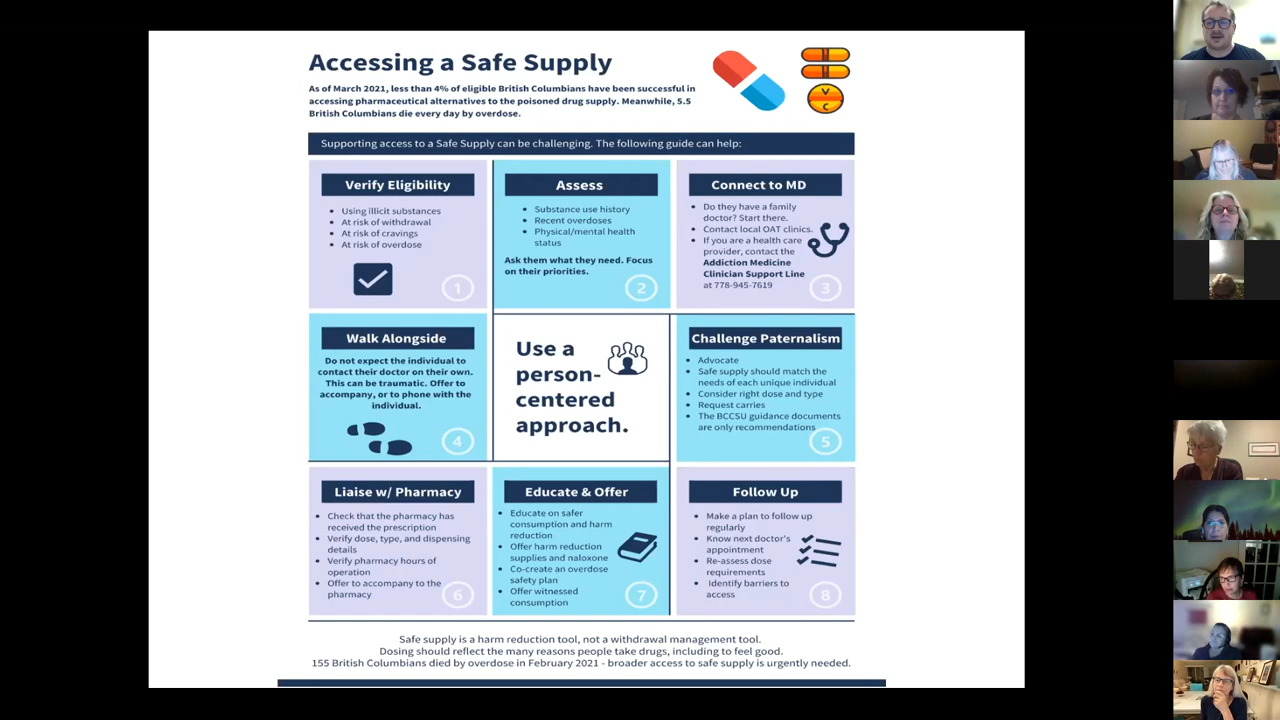 Accessing a Safe Supply
As of March 2021, less than 4% of eligible British Columbians have been successful in
accessing pharmaceutical alternatives to the poisoned drug supply. Meanwhile, 5.5
British Columbians die every day by overdose.
V
C
Supporting access to a Safe Supply can be challenging. The following guide can help:
Verify Eligibility
• Using illicit substances
• At risk of withdrawal
• At risk of cravings
• At risk of overdose
1
Assess
• Substance use history
• Recent overdoses
• Physical/mental health
status
Ask them what they need. Focus
on their priorities.
2
Connect to MD
• Do they have a family
doctor? Start there.
• Contact local OAT clinics.
• If you are a health care
provider, contact the
Addiction Medicine
Clinician Support Line
at 778-945-7619
3
Walk Alongside
Do not expect the individual to
contact their doctor on their own.
This can be traumatic. Offer to
accompany, or to phone with the
individual.
4
Use a
person-
centered
approach.
Challenge Paternalism
• Advocate
• Safe supply should match the
needs of each unique individual
• Consider right dose and type
• Request carries
• The BCCSU guidance documents
are only recommendations
5
Liaise w/ Pharmacy
• Check that the pharmacy has
received the prescription
• Verify dose, type, and dispensing
details
• Verify pharmacy hours of
operation
• Offer to accompany to the
pharmacy
6
Educate & Offer
• Educate on safer
consumption and harm
reduction
• Offer harm reduction
supplies and naloxone
• Co-create an overdose
safety plan
• Offer witnessed
consumption
7
Follow Up
• Make a plan to follow up
regularly
• Know next doctor's
appointment
• Re-assess dose
requirements
• Identify barriers to
access
8
Safe supply is a harm reduction tool, not a withdrawal management tool.
Dosing should reflect the many reasons people take drugs, including to feel good.
155 British Columbians died by overdose in February 2021 - broader access to safe supply is urgently needed.